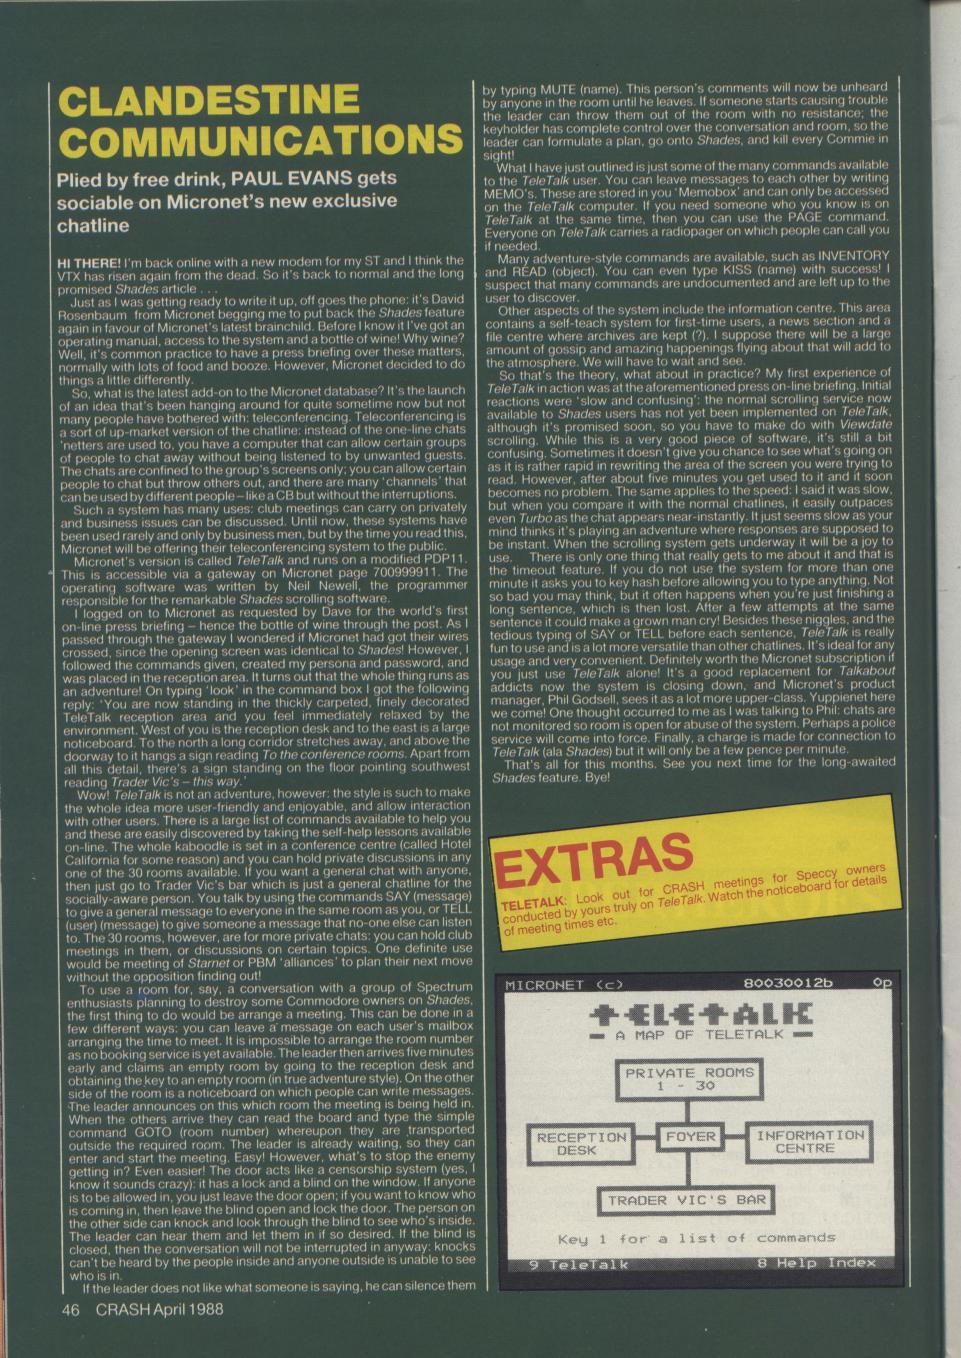 CLANDESTINE
COMMUNICATIONS
Plied by free drink, PAUL EVANS gets
sociable on Micronet's new exclusive
chatline
HI THERE! I'm back online with a new modem for my ST and I think the
VTX has risen again from the dead. So it's back to normal and the long
promised Shades article . . .
Just as I was getting ready to write it up, off goes the phone: it's David
Rosenbaum from Micronet begging me to put back the Shades feature
again in favour of Micronet's latest brainchild. Before I know it I've got an
operating manual, access to the system and a bottle of wine! Why wine?
Well, it's common practice to have a press briefing over these matters,
normally with lots of food and booze. However, Micronet decided to do
things a little differently.
So, what is the latest add-on to the Micronet database? It's the launch
of an idea that's been hanging around for quite sometime now but not
many people have bothered with: teleconferencing. Teleconferencing is
a sort of up-market version of the chatline: instead of the one-line chats
'netters are used to, you have a computer that can allow certain groups
of people to chat away without being listened to by unwanted guests.
The chats are confined to the group's screens only; you can allow certain
people to chat but throw others out, and there are many 'channels' that
can be used by different people – like a CB but without the interruptions.
Such a system has many uses: club meetings can carry on privately
and business issues can be discussed. Until now, these systems have
been used rarely and only by business men, but by the time you read this,
Micronet will be offering their teleconferencing system to the public.
Micronet's version is called TeleTalk and runs on a modified PDP11.
This is accessible via a gateway on Micronet page 700999911. The
operating software was written by Neil Newell, the programmer
responsible for the remarkable Shades scrolling software.
I logged on to Micronet as requested by Dave for the world's first
on-line press briefing – hence the bottle of wine through the post. As I
passed through the gateway I wondered if Micronet had got their wires
crossed, since the opening screen was identical to Shades! However, I
followed the commands given, created my persona and password, and
was placed in the reception area. It turns out that the whole thing runs as
an adventure! On typing 'look' in the command box I got the following
reply: 'You are now standing in the thickly carpeted, finely decorated
TeleTalk reception area and you feel immediately relaxed by the
environment. West of you is the reception desk and to the east is a large
noticeboard. To the north a long corridor stretches away, and above the
doorway to it hangs a sign reading To the conference rooms. Apart from
all this detail, there's a sign standing on the floor pointing southwest
reading Trader Vic's – this way.'
Wow! TeleTalk is not an adventure, however: the style is such to make
the whole idea more user-friendly and enjoyable, and allow interaction
with other users. There is a large list of commands available to help you
and these are easily discovered by taking the self-help lessons available
on-line. The whole kaboodle is set in a conference centre (called Hotel
California for some reason) and you can hold private discussions in any
one of the 30 rooms available. If you want a general chat with anyone,
then just go to Trader Vic's bar which is just a general chatline for the
socially-aware person. You talk by using the commands SAY (message)
to give a general message to everyone in the same room as you, or TELL
(user) (message) to give someone a message that no-one else can listen
to. The 30 rooms, however, are for more private chats: you can hold club
meetings in them, or discussions on certain topics. One definite use
would be meeting of Starnet or PBM 'alliances' to plan their next move
without the opposition finding out!
To use a room for, say, a conversation with a group of Spectrum
enthusiasts planning to destroy some Commodore owners on Shades,
the first thing to do would be arrange a meeting. This can be done in a
few different ways: you can leave a message on each user's mailbox
arranging the time to meet. It is impossible to arrange the room number
as no booking service is yet available. The leader then arrives five minutes
early and claims an empty room by going to the reception desk and
obtaining the key to an empty room (in true adventure style). On the other
side of the room is a noticeboard on which people can write messages.
The leader announces on this which room the meeting is being held in.
When the others arrive they can read the board and type the simple
command GOTO (room number) whereupon they are transported
outside the required room. The leader is already waiting, so they can
enter and start the meeting. Easy! However, what's to stop the enemy
getting in? Even easier! The door acts like a censorship system (yes, I
know it sounds crazy): it has a lock and a blind on the window. If anyone
is to be allowed in, you just leave the door open; if you want to know who
is coming in, then leave the blind open and lock the door. The person on
the other side can knock and look through the blind to see who's inside.
The leader can hear them and let them in if so desired. If the blind is
closed, then the conversation will not be interrupted in anyway: knocks
can't be heard by the people inside and anyone outside is unable to see
who is in.
If the leader does not like what someone is saying, he can silence them
by typing MUTE (name). This person's comments will now be unheard
by anyone in the room until he leaves. If someone starts causing trouble
the leader can throw them out of the room with no resistance; the
keyholder has complete control over the conversation and room, so the
leader can formulate a plan, go onto Shades, and kill every Commie in
sight!
What I have just outlined is just some of the many commands available
to the TeleTalk user. You can leave messages to each other by writing
MEMO's. These are stored in you 'Memobox' and can only be accessed
on the TeleTalk computer. If you need someone who you know is on
TeleTalk at the same time, then you can use the PAGE command.
Everyone on TeleTalk carries a radiopager on which people can call you
if needed.
Many adventure-style commands are available, such as INVENTORY
and READ (object). You can even type KISS (name) with success! I
suspect that many commands are undocumented and are left up to the
user to discover.
Other aspects of the system include the information centre. This area
contains a self-teach system for first-time users, a news section and a
file centre where archives are kept (?). I suppose there will be a large
amount of gossip and amazing happenings flying about that will add to
the atmosphere. We will have to wait and see.
So that's the theory, what about in practice? My first experience of
TeleTalk in action was at the aforementioned press on-line briefing. Initial
reactions were 'slow and confusing': the normal scrolling service now
available to Shades users has not yet been implemented on TeleTalk,
although it's promised soon, so you have to make do with Viewdate
scrolling. While this is a very good piece of software, it's still a bit
confusing. Sometimes it doesn't give you chance to see what's going on
as it is rather rapid in rewriting the area of the screen you were trying to
read. However, after about five minutes you get used to it and it soon
becomes no problem. The same applies to the speed: I said it was slow,
but when you compare it with the normal chatlines, it easily outpaces
even Turbo as the chat appears near-instantly. It just seems slow as your
mind thinks it's playing an adventure where responses are supposed to
be instant. When the scrolling system gets underway it will be a joy to
use. There is only one thing that really gets to me about it and that is
the timeout feature. If you do not use the system for more than one
minute it asks you to key hash before allowing you to type anything. Not
so bad you may think, but it often happens when you're just finishing a
long sentence, which is then lost. After a few attempts at the same
sentence it could make a grown man cry! Besides these niggles, and the
tedious typing of SAY or TELL before each sentence, TeleTalk is really
fun to use and is a lot more versatile than other chatlines. It's ideal for any
usage and very convenient. Definitely worth the Micronet subscription if
you just use TeleTalk alone! It's a good replacement for Talkabout
addicts now the system is closing down, and Micronet's product
manager, Phil Godsell, sees it as a lot more upper-class. Yuppienet here
we come! One thought occurred to me as I was talking to Phil: chats are
not monitored so room is open for abuse of the system. Perhaps a police
service will come into force. Finally, a charge is made for connection to
TeleTalk (ala Shades) but it will only be a few pence per minute.
That's all for this months. See you next time for the long-awaited
Shades feature. Bye!
EXTRAS
TELETALK: Look out for CRASH meetings for Speccy owners
conducted by yours truly on TeleTalk. Watch the noticeboard for details
of meeting times etc.
MICRONET (c) 80030012b 0p
TELETALK
A MAP OF TELETALK
PRIVATE ROOMS
1 - 30
RECEPTION
DESK
FOYER
INFORMATION
CENTRE
TRADER VIC'S BAR
Key 1 for a list of commands
9 TeleTalk 8 Help Index
46 CRASH April 1988